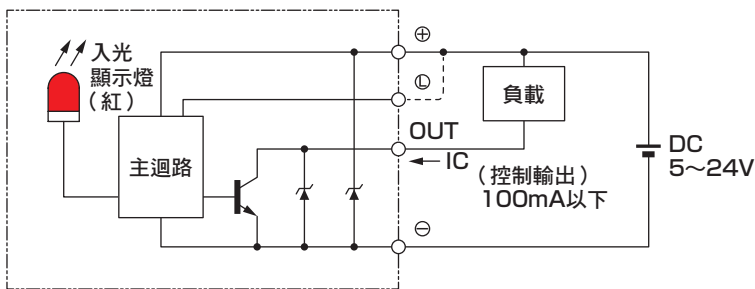 入光
顯示燈
（紅）
主迴路
⊕
Ⓛ
OUT
IC
負載
（控制輸出）
100mA以下
⊖
DC
5～24V